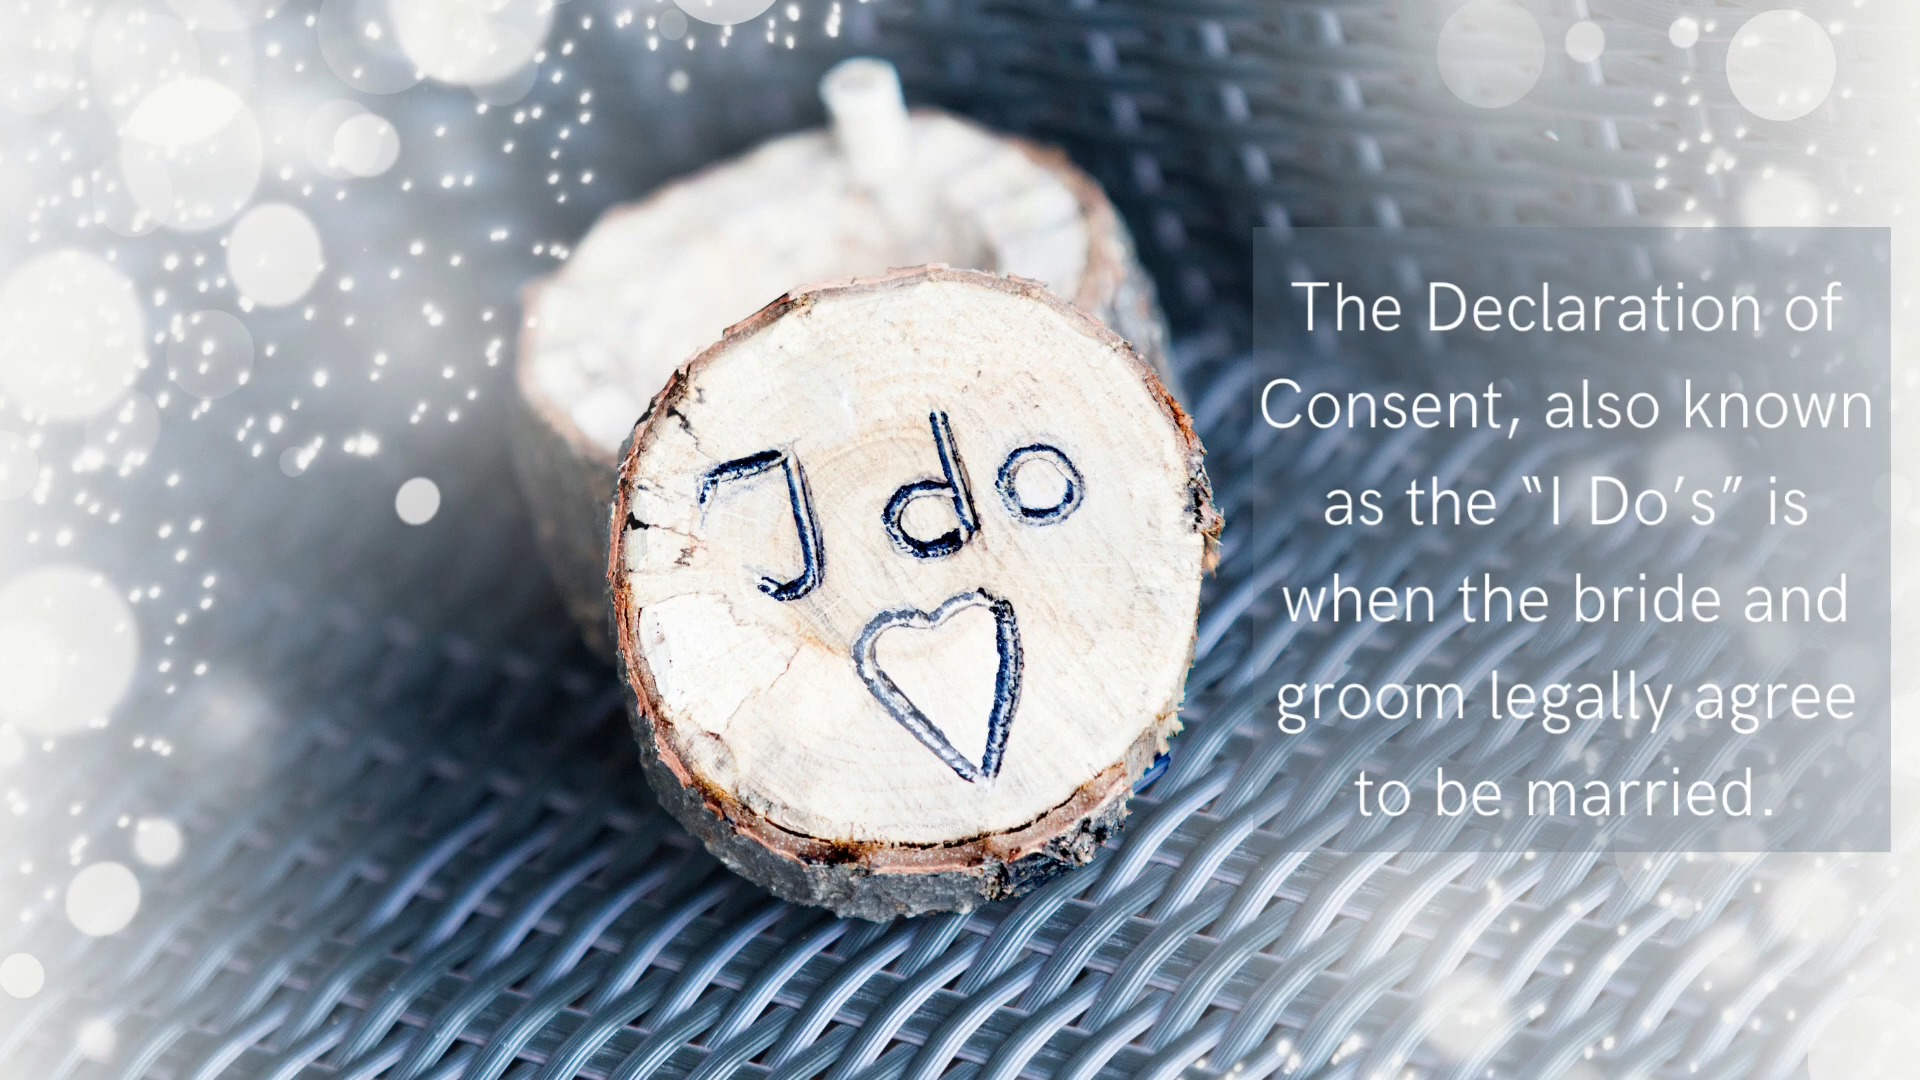 I do
The Declaration of
Consent, also known
as the “I Do’s” is
when the bride and
groom legally agree
to be married.